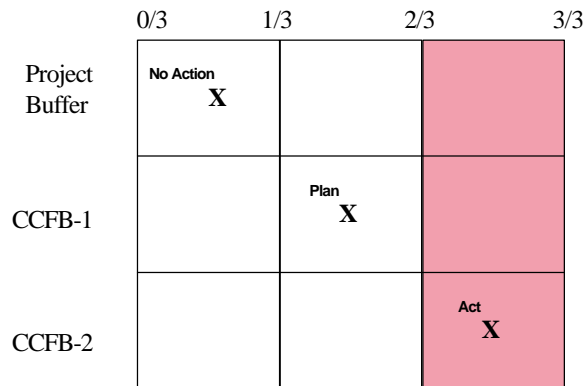 0/3 1/3 2/3 3/3
Project
Buffer
No Action
X
CCFB-1
Plan
X
CCFB-2
Act
X